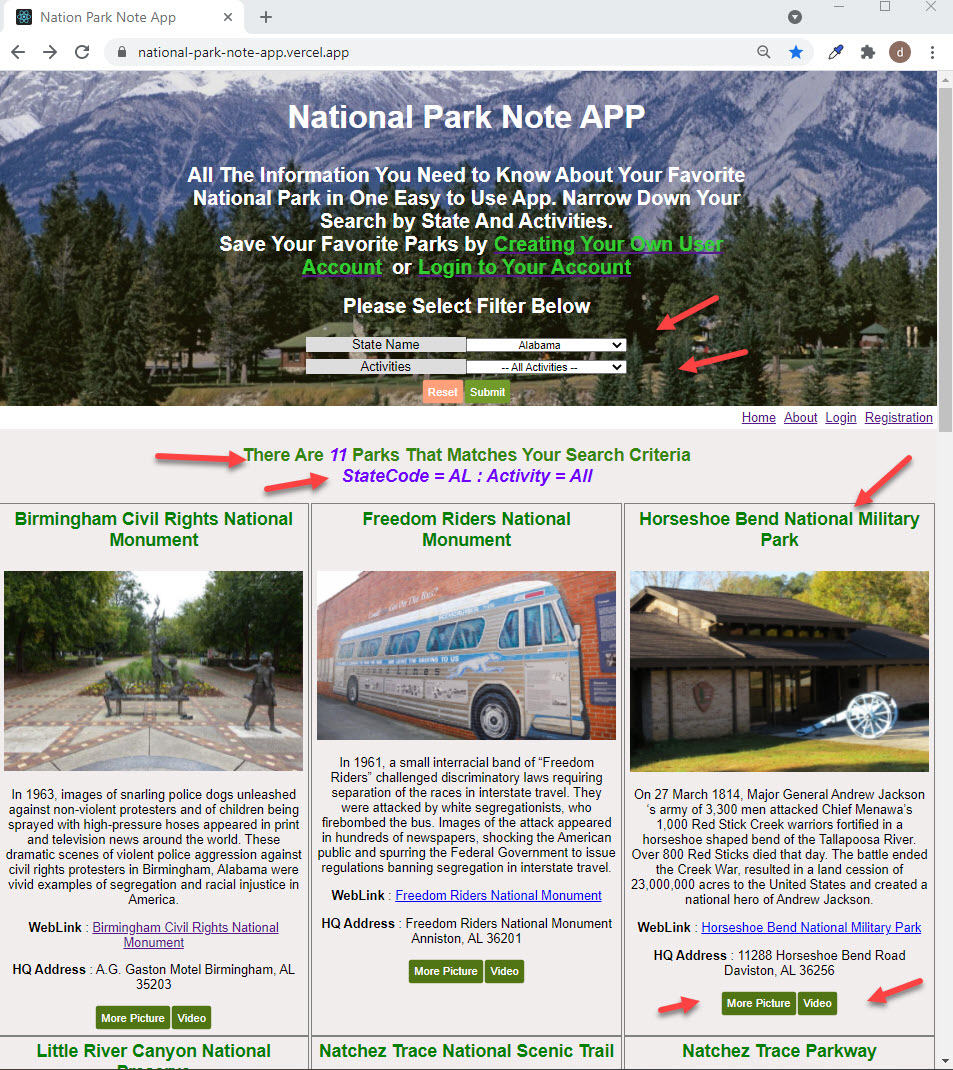 Nation Park Note App
national-park-note-app.vercel.app
d
National Park Note APP
All The Information You Need to Know About Your Favorite
National Park in One Easy to Use App. Narrow Down Your
Search by State And Activities.
Save Your Favorite Parks by Creating Your Own User
Account or Login to Your Account
Please Select Filter Below
State Name Alabama
Activities -- All Activities --
Reset Submit
Home About Login Registration
There Are 11 Parks That Matches Your Search Criteria
StateCode = AL : Activity = All
Birmingham Civil Rights National
Monument
In 1963, images of snarling police dogs unleashed
against non-violent protesters and of children being
sprayed with high-pressure hoses appeared in print
and television news around the world. These
dramatic scenes of violent police aggression against
civil rights protesters in Birmingham, Alabama were
vivid examples of segregation and racial injustice in
America.
WebLink : Birmingham Civil Rights National
Monument
HQ Address : A.G. Gaston Motel Birmingham, AL
35203
More Picture Video
Freedom Riders National
Monument
In 1961, a small interracial band of “Freedom
Riders” challenged discriminatory laws requiring
separation of the races in interstate travel. They
were attacked by white segregationists, who
firebombed the bus. Images of the attack appeared
in hundreds of newspapers, shocking the American
public and spurring the Federal Government to issue
regulations banning segregation in interstate travel.
WebLink : Freedom Riders National Monument
HQ Address : Freedom Riders National Monument
Anniston, AL 36201
More Picture Video
Horseshoe Bend National Military
Park
On 27 March 1814, Major General Andrew Jackson
‘s army of 3,300 men attacked Chief Menawa’s
1,000 Red Stick Creek warriors fortified in a
horseshoe shaped bend of the Tallapoosa River.
Over 800 Red Sticks died that day. The battle ended
the Creek War, resulted in a land cession of
23,000,000 acres to the United States and created a
national hero of Andrew Jackson.
WebLink : Horseshoe Bend National Military Park
HQ Address : 11288 Horseshoe Bend Road
Daviston, AL 36256
More Picture Video
Little River Canyon National
Preserve
Natchez Trace National Scenic Trail
Natchez Trace Parkway